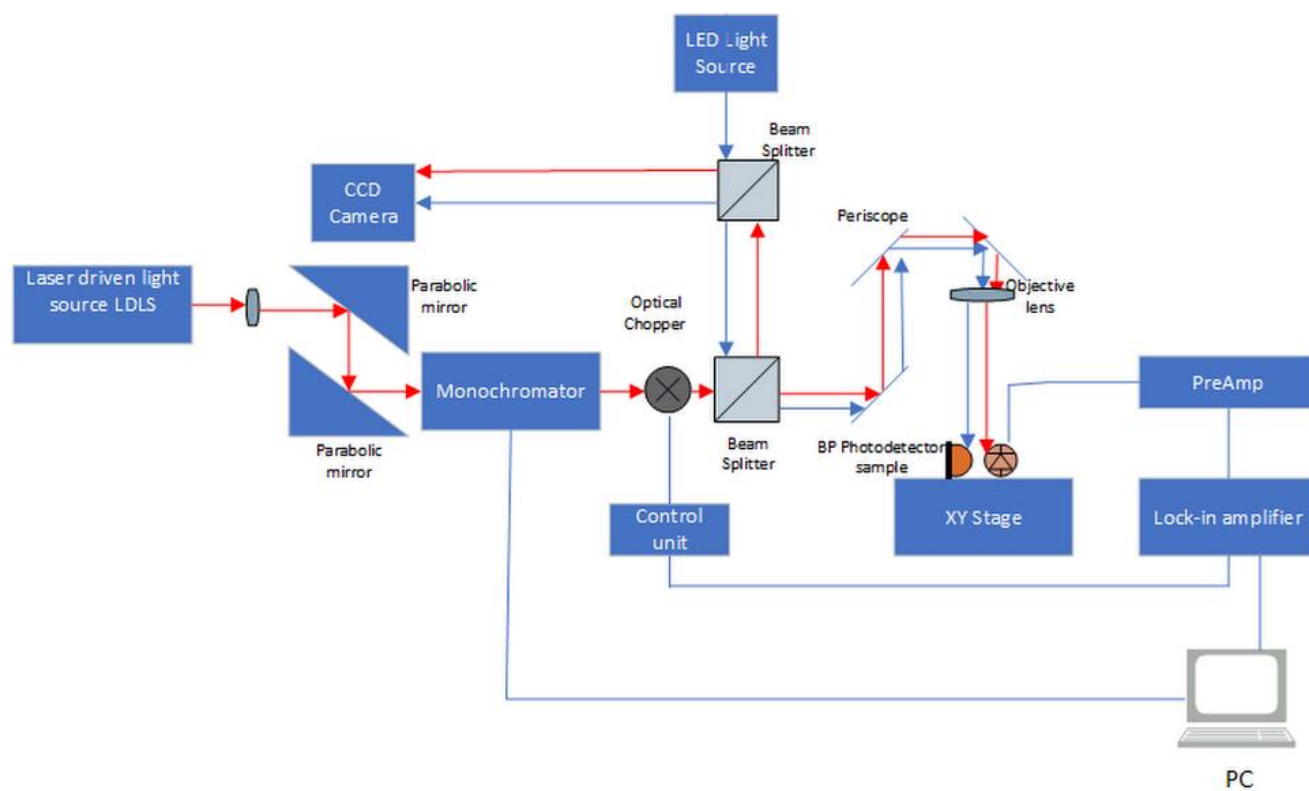 LED Light
Source
Beam
Splitter
CCD
Camera
Periscope
Laser driven light
source LDLS
Parabolic
mirror
Optical
Chopper
Objective
lens
Monochromator
PreAmp
Parabolic
mirror
Beam
Splitter
BP Photodetector
sample
Control
unit
XY Stage
Lock-in amplifier
PC